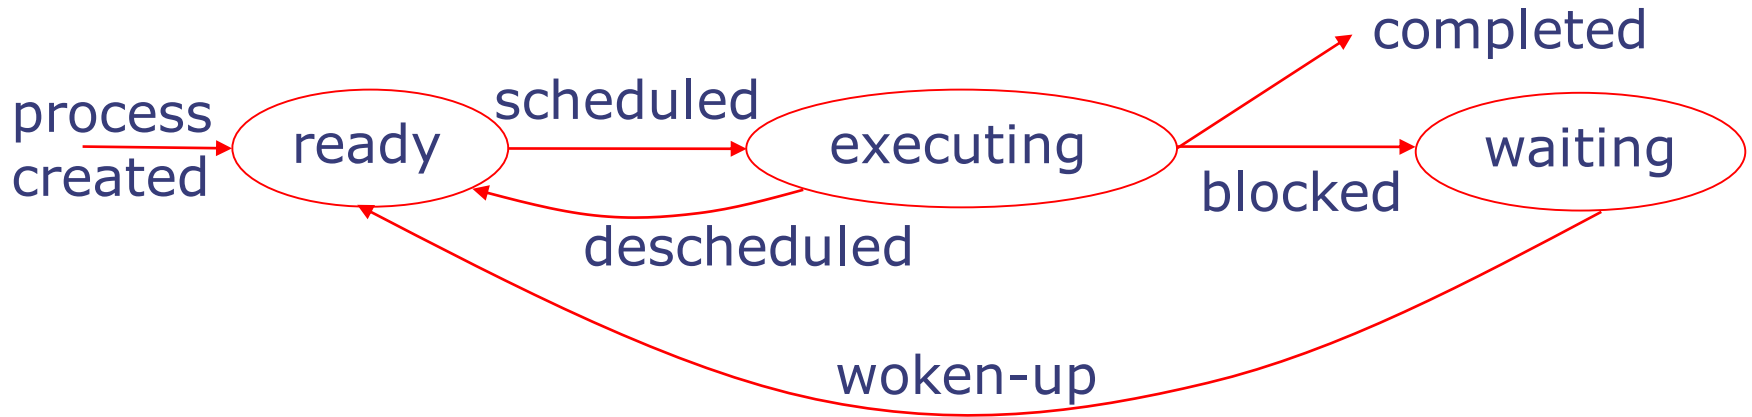 completed
process
created
ready
scheduled
executing
waiting
blocked
descheduled
woken-up